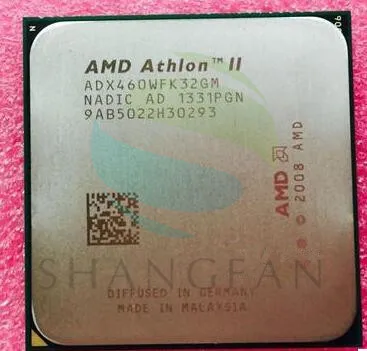 AMD Athlon™ II
ADX460WFK32GM
NADIC AD 1331PGN
9AB5022H30293
AMD
© 2008 AMD
SHANGFAN
DIFFUSED IN GERMANY
MADE IN MALAYSIA